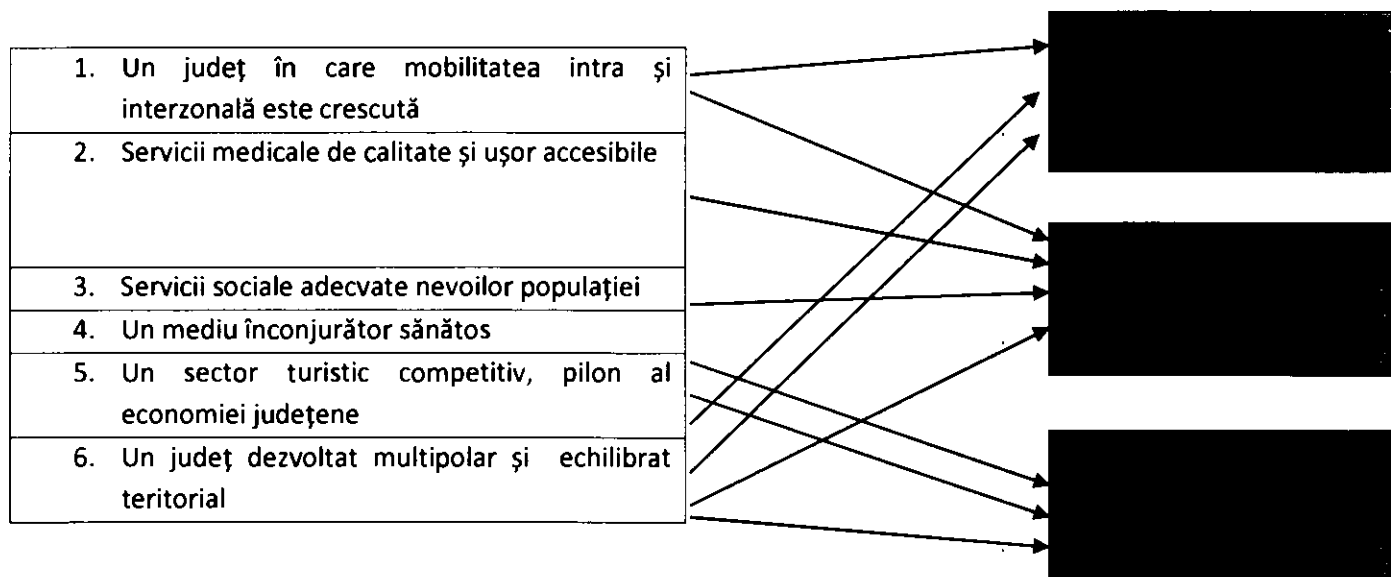 1. Un județ în care mobilitatea intra și
interzonală este crescută
2. Servicii medicale de calitate și ușor accesibile
3. Servicii sociale adecvate nevoilor populației
4. Un mediu înconjurător sănătos
5. Un sector turistic competitiv, pilon al
economiei județene
6. Un județ dezvoltat multipolar și echilibrat
teritorial